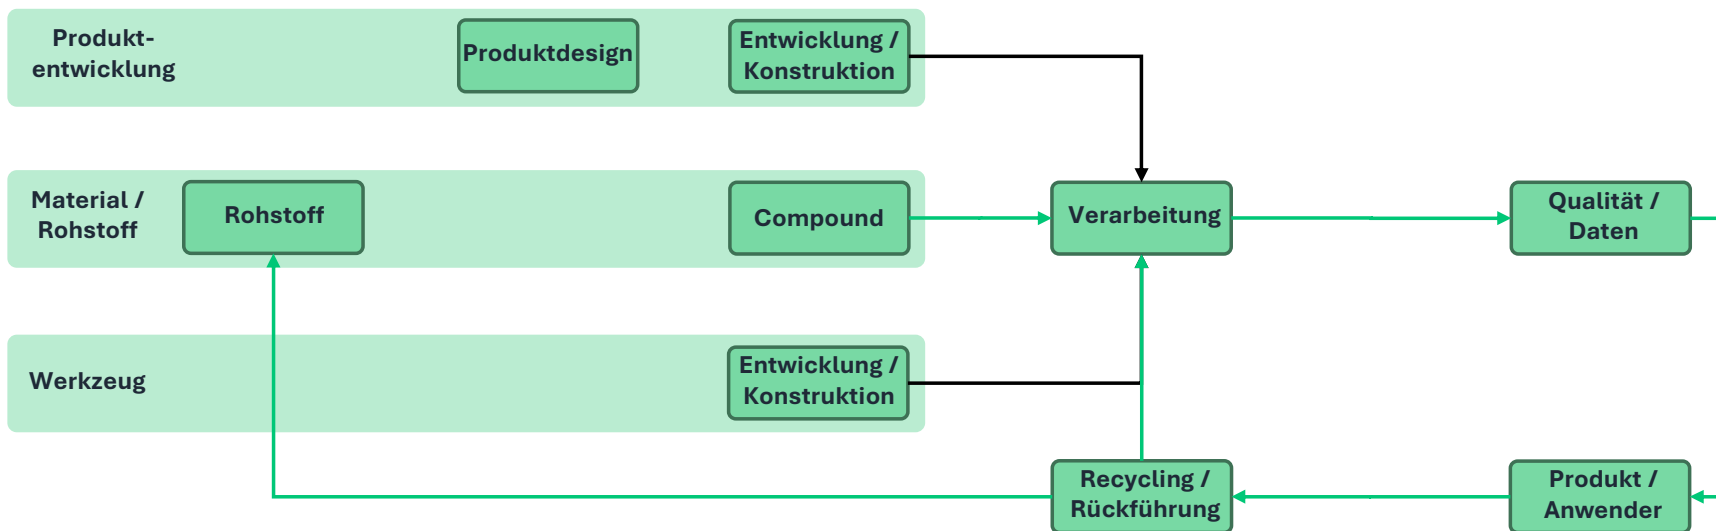 Produkt-
entwicklung
Produktdesign
Entwicklung /
Konstruktion
Material /
Rohstoff
Rohstoff
Compound
Verarbeitung
Qualität /
Daten
Werkzeug
Entwicklung /
Konstruktion
Recycling /
Rückführung
Produkt /
Anwender